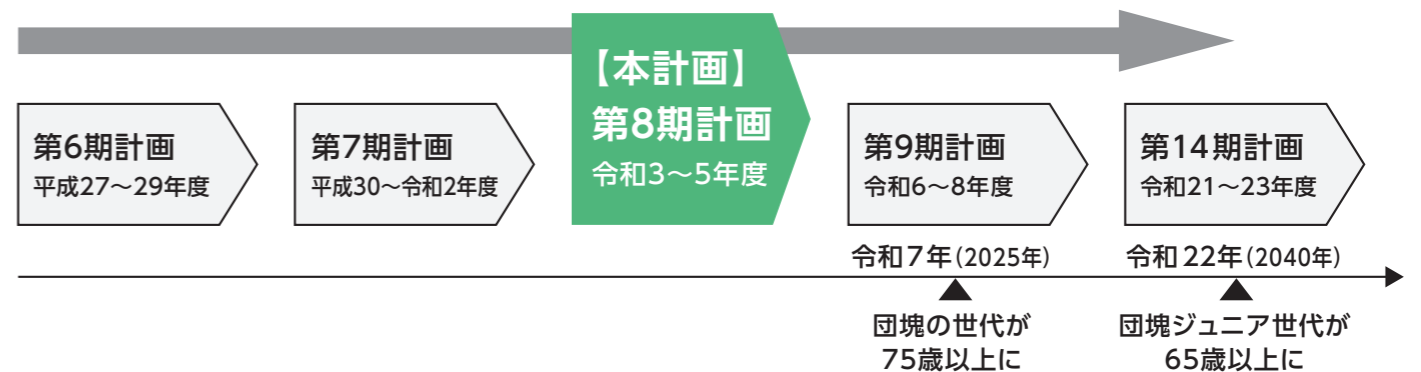 【本計画】
第8期計画
令和3～5年度
第6期計画
平成27～29年度
第7期計画
平成30～令和2年度
第9期計画
令和6～8年度
第14期計画
令和21～23年度
令和7年(2025年)
令和22年(2040年)
団塊の世代が
75歳以上に
団塊ジュニア世代が
65歳以上に